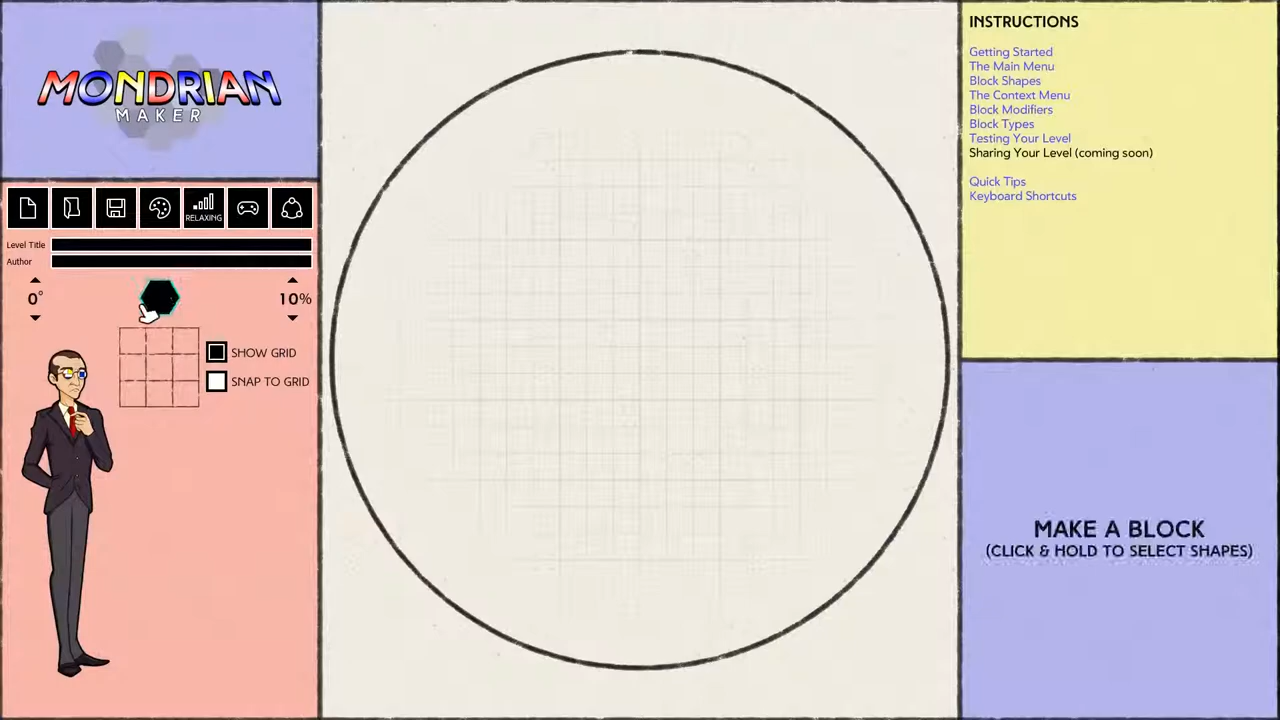 MONDRIAN
MAKER
RELAXING
Level Title
Author
0°
10%
SHOW GRID
SNAP TO GRID
INSTRUCTIONS
Getting Started
The Main Menu
Block Shapes
The Context Menu
Block Modifiers
Block Types
Testing Your Level
Sharing Your Level (coming soon)
Quick Tips
Keyboard Shortcuts
MAKE A BLOCK
(CLICK & HOLD TO SELECT SHAPES)